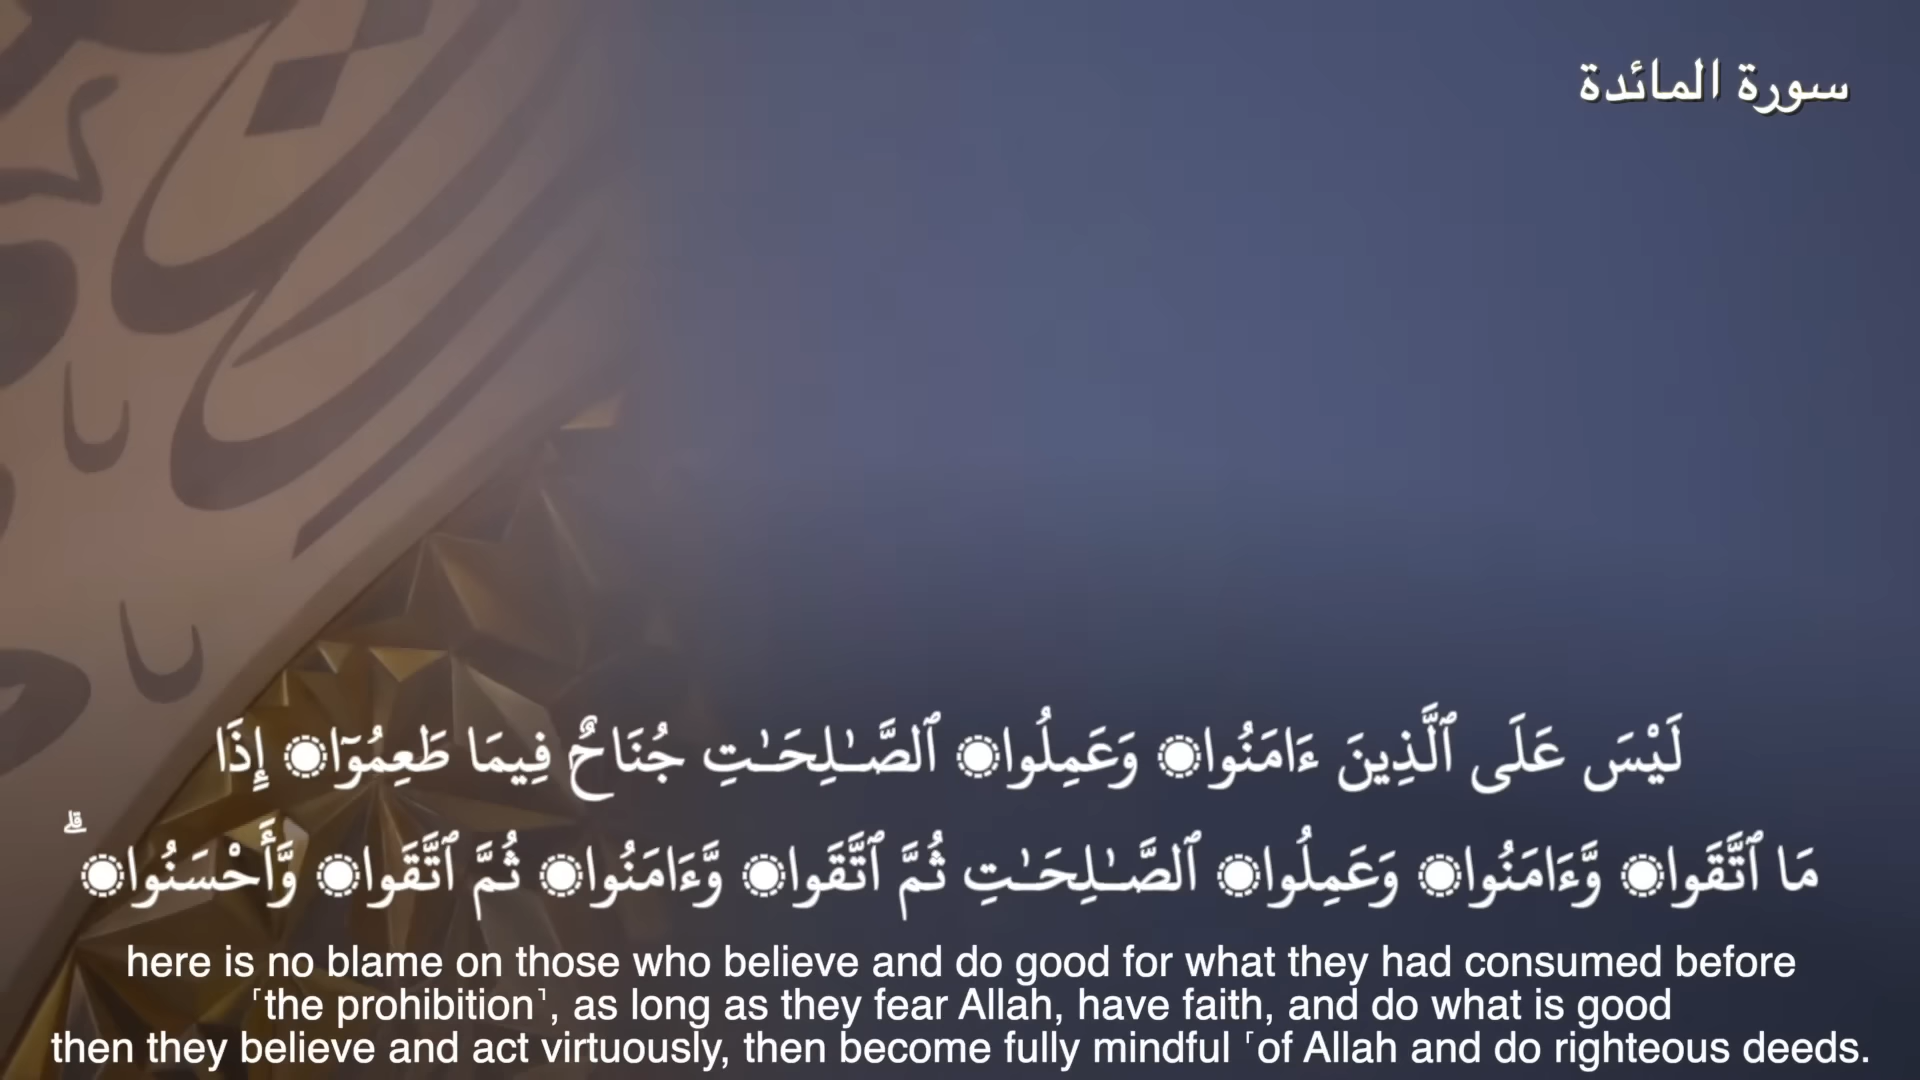 سورة المائدة
لَيْسَ عَلَى ٱلَّذِينَ ءَامَنُوا۟ وَعَمِلُوا۟ ٱلصَّـٰلِحَـٰتِ جُنَاحٌ فِيمَا طَعِمُوٓا۟ إِذَا
مَا ٱتَّقَوا۟ وَّءَامَنُوا۟ وَعَمِلُوا۟ ٱلصَّـٰلِحَـٰتِ ثُمَّ ٱتَّقَوا۟ وَّءَامَنُوا۟ ثُمَّ ٱتَّقَوا۟ وَّأَحْسَنُوا۟ ۗ
here is no blame on those who believe and do good for what they had consumed before
˹the prohibition˺, as long as they fear Allah, have faith, and do what is good
then they believe and act virtuously, then become fully mindful ˹of Allah and do righteous deeds.